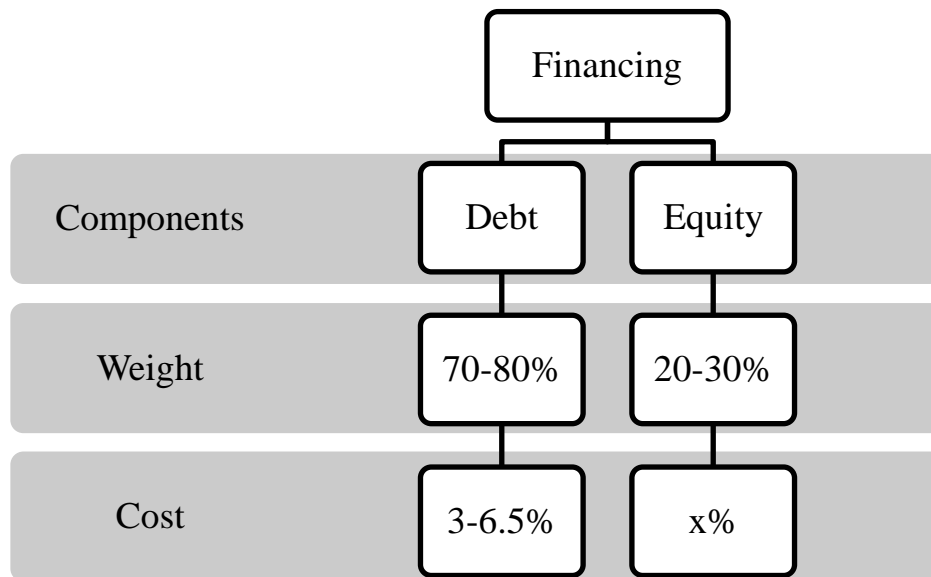 Financing
Components
Debt
Equity
Weight
70-80%
20-30%
Cost
3-6.5%
x%